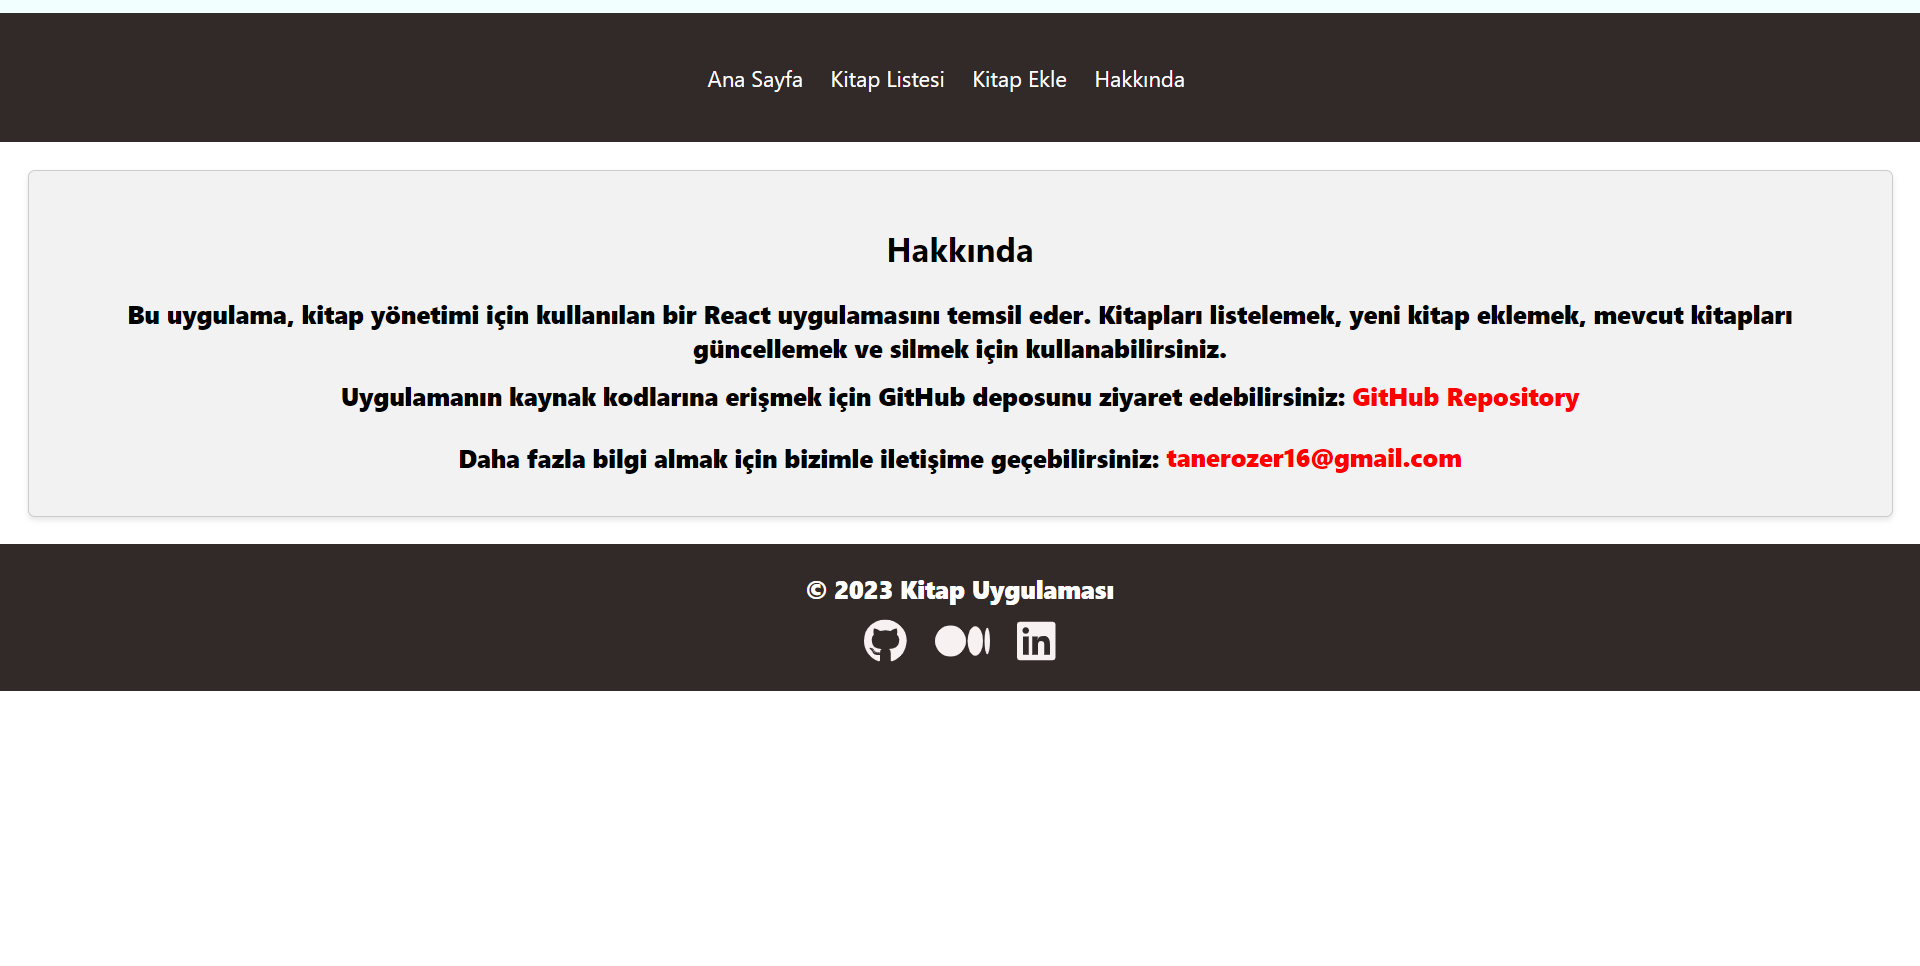 Ana Sayfa Kitap Listesi Kitap Ekle Hakkında
Hakkında
Bu uygulama, kitap yönetimi için kullanılan bir React uygulamasını temsil eder. Kitapları listelemek, yeni kitap eklemek, mevcut kitapları
güncellemek ve silmek için kullanabilirsiniz.
Uygulamanın kaynak kodlarına erişmek için GitHub deposunu ziyaret edebilirsiniz: GitHub Repository
Daha fazla bilgi almak için bizimle iletişime geçebilirsiniz: tanerozer16@gmail.com
© 2023 Kitap Uygulaması
in